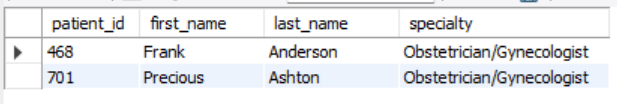 patient_id first_name last_name specialty
468 Frank Anderson Obstetrician/Gynecologist
701 Precious Ashton Obstetrician/Gynecologist